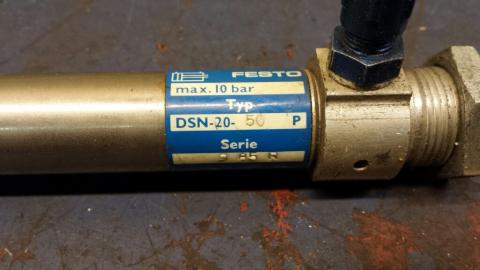 FESTO
max. 10 bar
Typ
DSN-20- 50 P
Serie